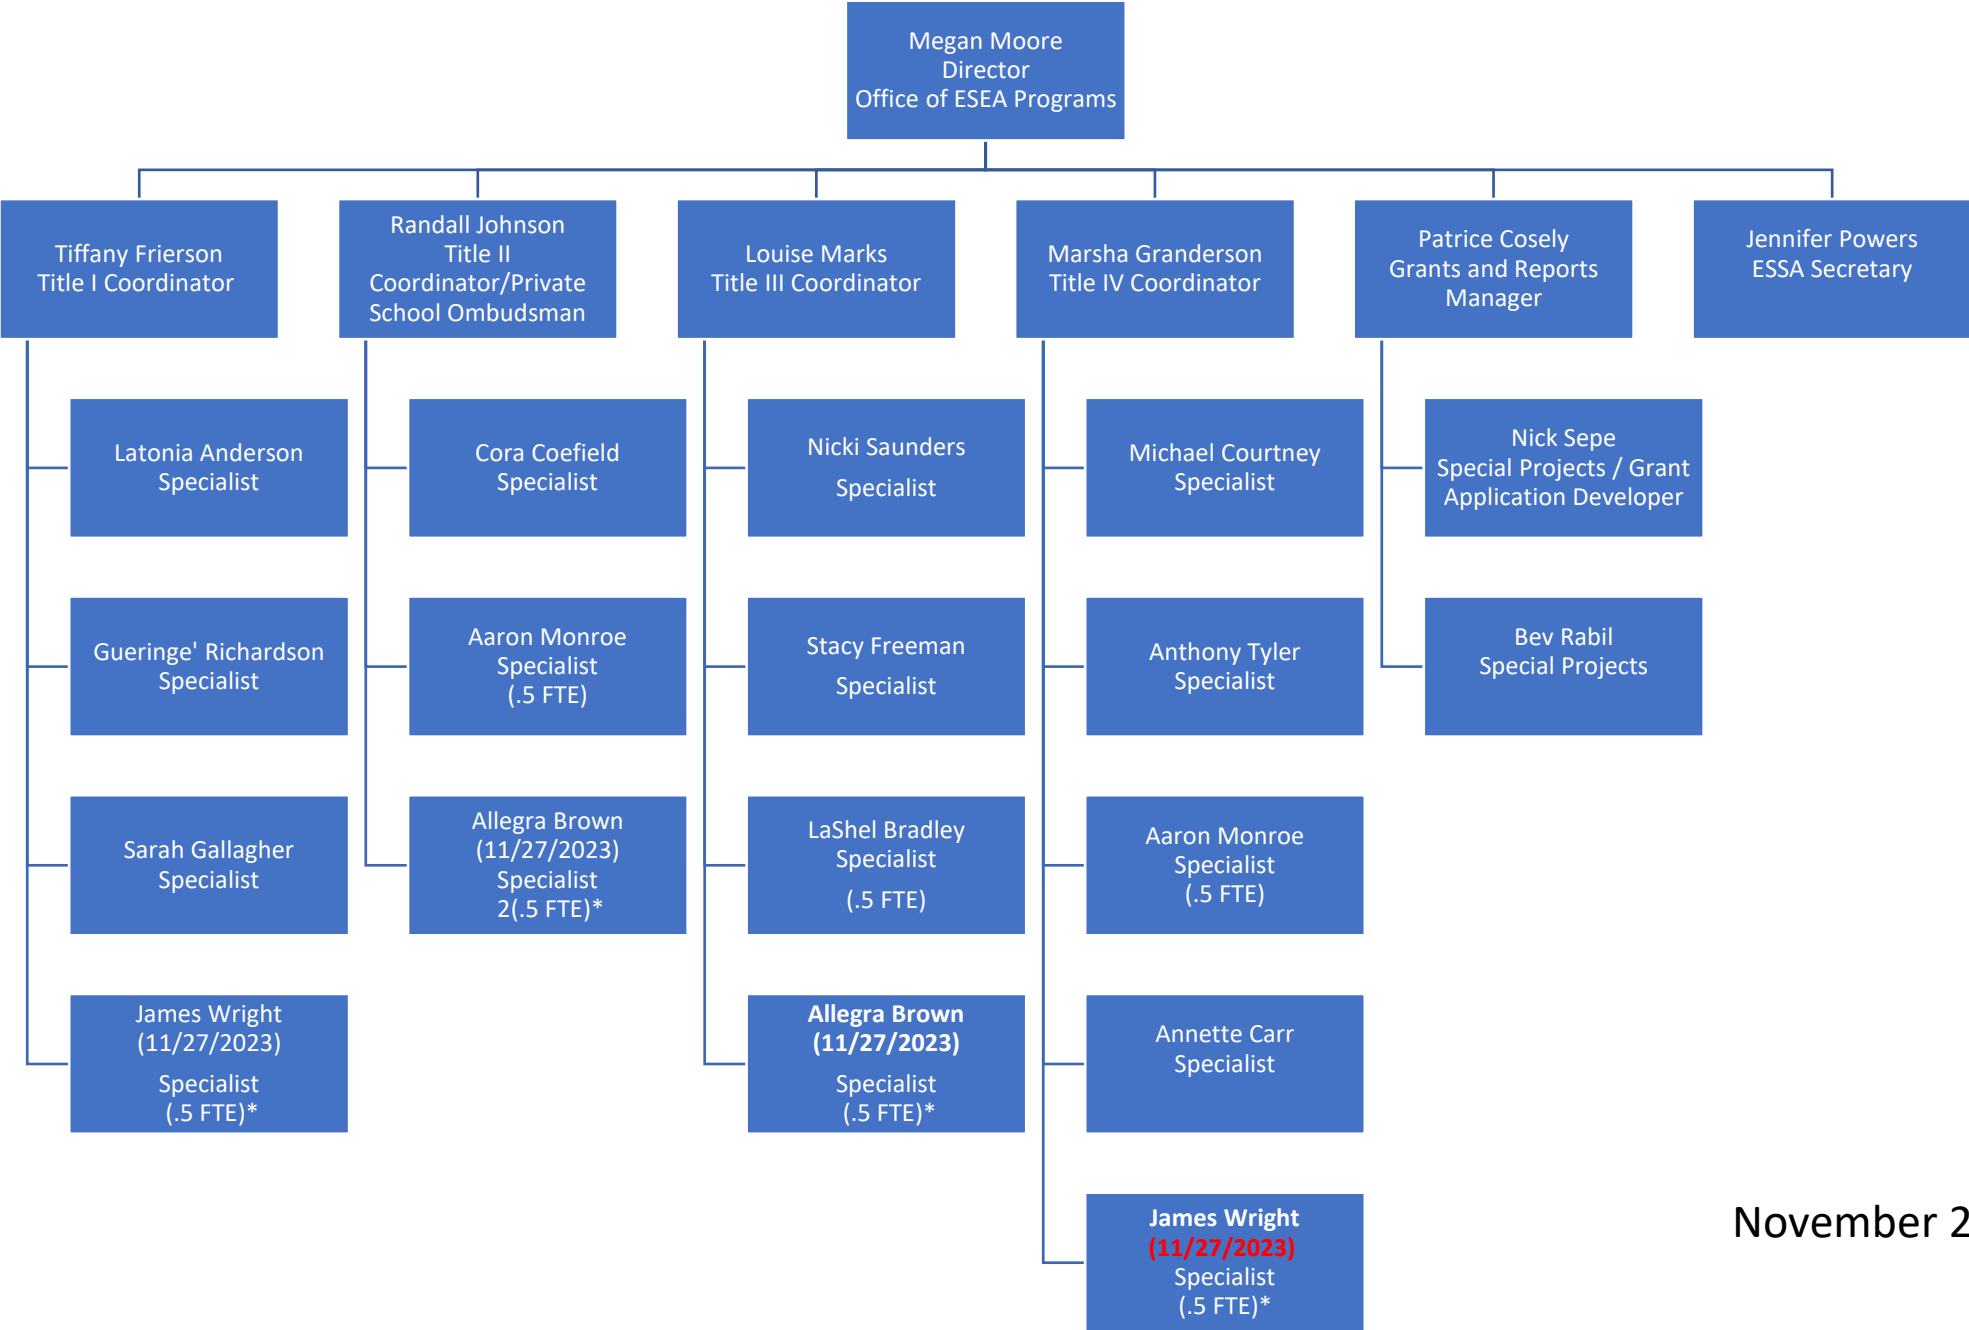 Megan Moore
Director
Office of ESEA Programs
Tiffany Frierson
Title I Coordinator
Randall Johnson
Title II
Coordinator/Private
School Ombudsman
Louise Marks
Title III Coordinator
Marsha Granderson
Title IV Coordinator
Patrice Cosely
Grants and Reports
Manager
Jennifer Powers
ESSA Secretary
Latonia Anderson
Specialist
Cora Coefield
Specialist
Nicki Saunders
Specialist
Michael Courtney
Specialist
Nick Sepe
Special Projects / Grant
Application Developer
Gueringe' Richardson
Specialist
Aaron Monroe
Specialist
(.5 FTE)
Stacy Freeman
Specialist
Anthony Tyler
Specialist
Bev Rabil
Special Projects
Sarah Gallagher
Specialist
Allegra Brown
(11/27/2023)
Specialist
2(.5 FTE)*
LaShel Bradley
Specialist
(.5 FTE)
Aaron Monroe
Specialist
(.5 FTE)
James Wright
(11/27/2023)
Specialist
(.5 FTE)*
Allegra Brown
(11/27/2023)
Specialist
(.5 FTE)*
Annette Carr
Specialist
James Wright
(11/27/2023)
Specialist
(.5 FTE)*
November 2